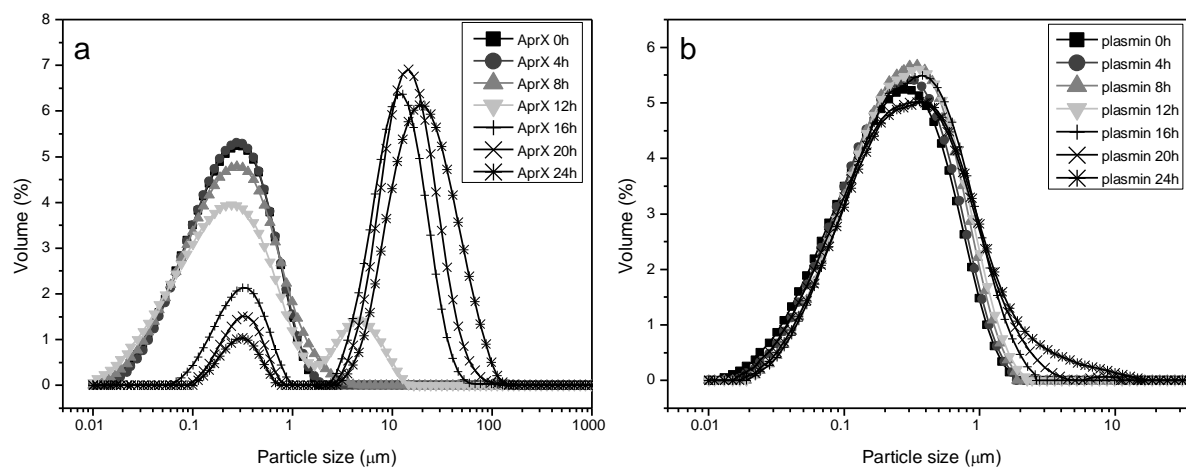 a
AprX 0h
AprX 4h
AprX 8h
AprX 12h
AprX 16h
AprX 20h
AprX 24h
8
7
6
5
4
3
2
1
0
Volume (%)
0.01 0.1 1 10 100 1000
Particle size (μm)
b
plasmin 0h
plasmin 4h
plasmin 8h
plasmin 12h
plasmin 16h
plasmin 20h
plasmin 24h
6
5
4
3
2
1
0
Volume (%)
0.01 0.1 1 10
Particle size (μm)